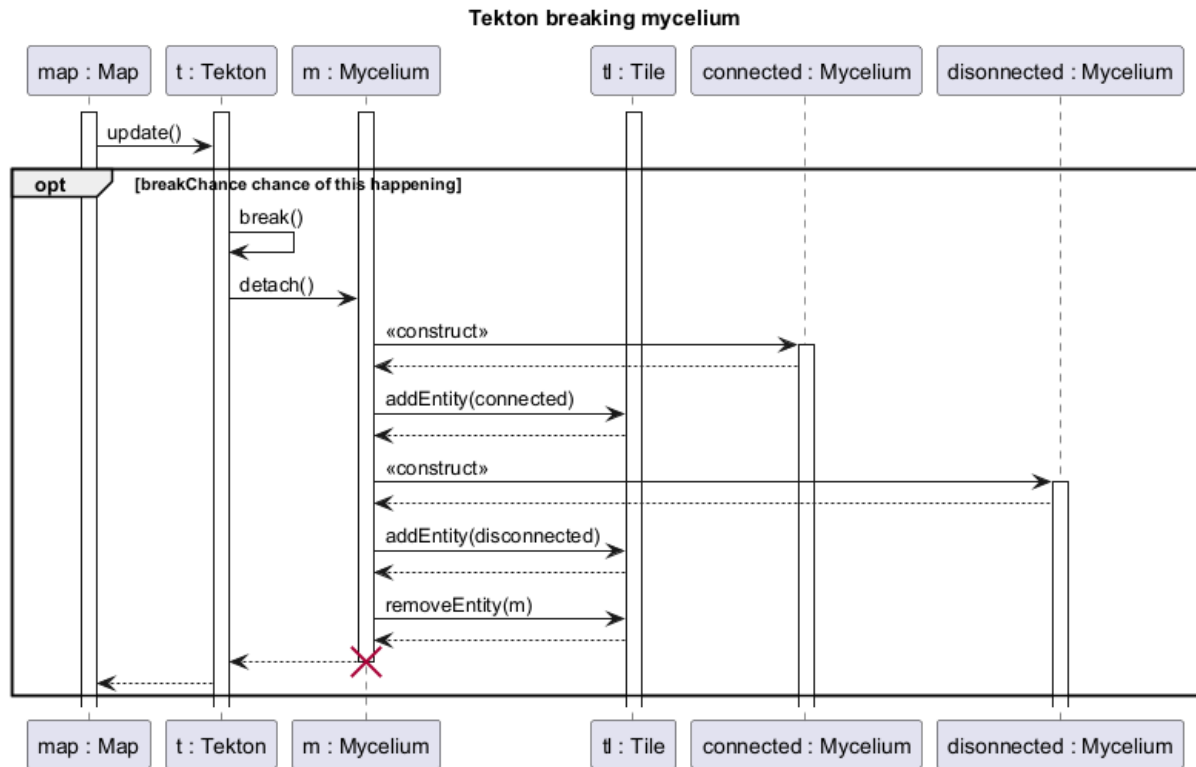 Tekton breaking mycelium
map : Map
t : Tekton
m : Mycelium
tl : Tile
connected : Mycelium
disonnected : Mycelium
update()
opt
[breakChance chance of this happening]
break()
detach()
«construct»
addEntity(connected)
«construct»
addEntity(disconnected)
removeEntity(m)
map : Map
t : Tekton
m : Mycelium
tl : Tile
connected : Mycelium
disonnected : Mycelium